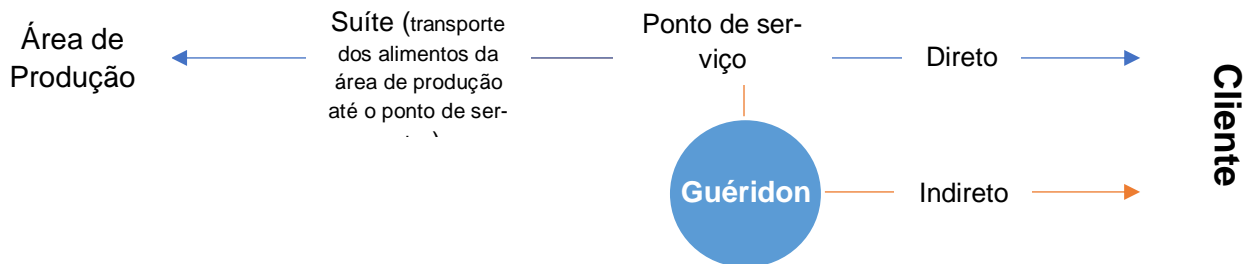 Área de
Produção
Suíte (transporte
dos alimentos da
área de produção
até o ponto de ser-
Ponto de ser-
viço
Direto
Guéridon
Indireto
Cliente